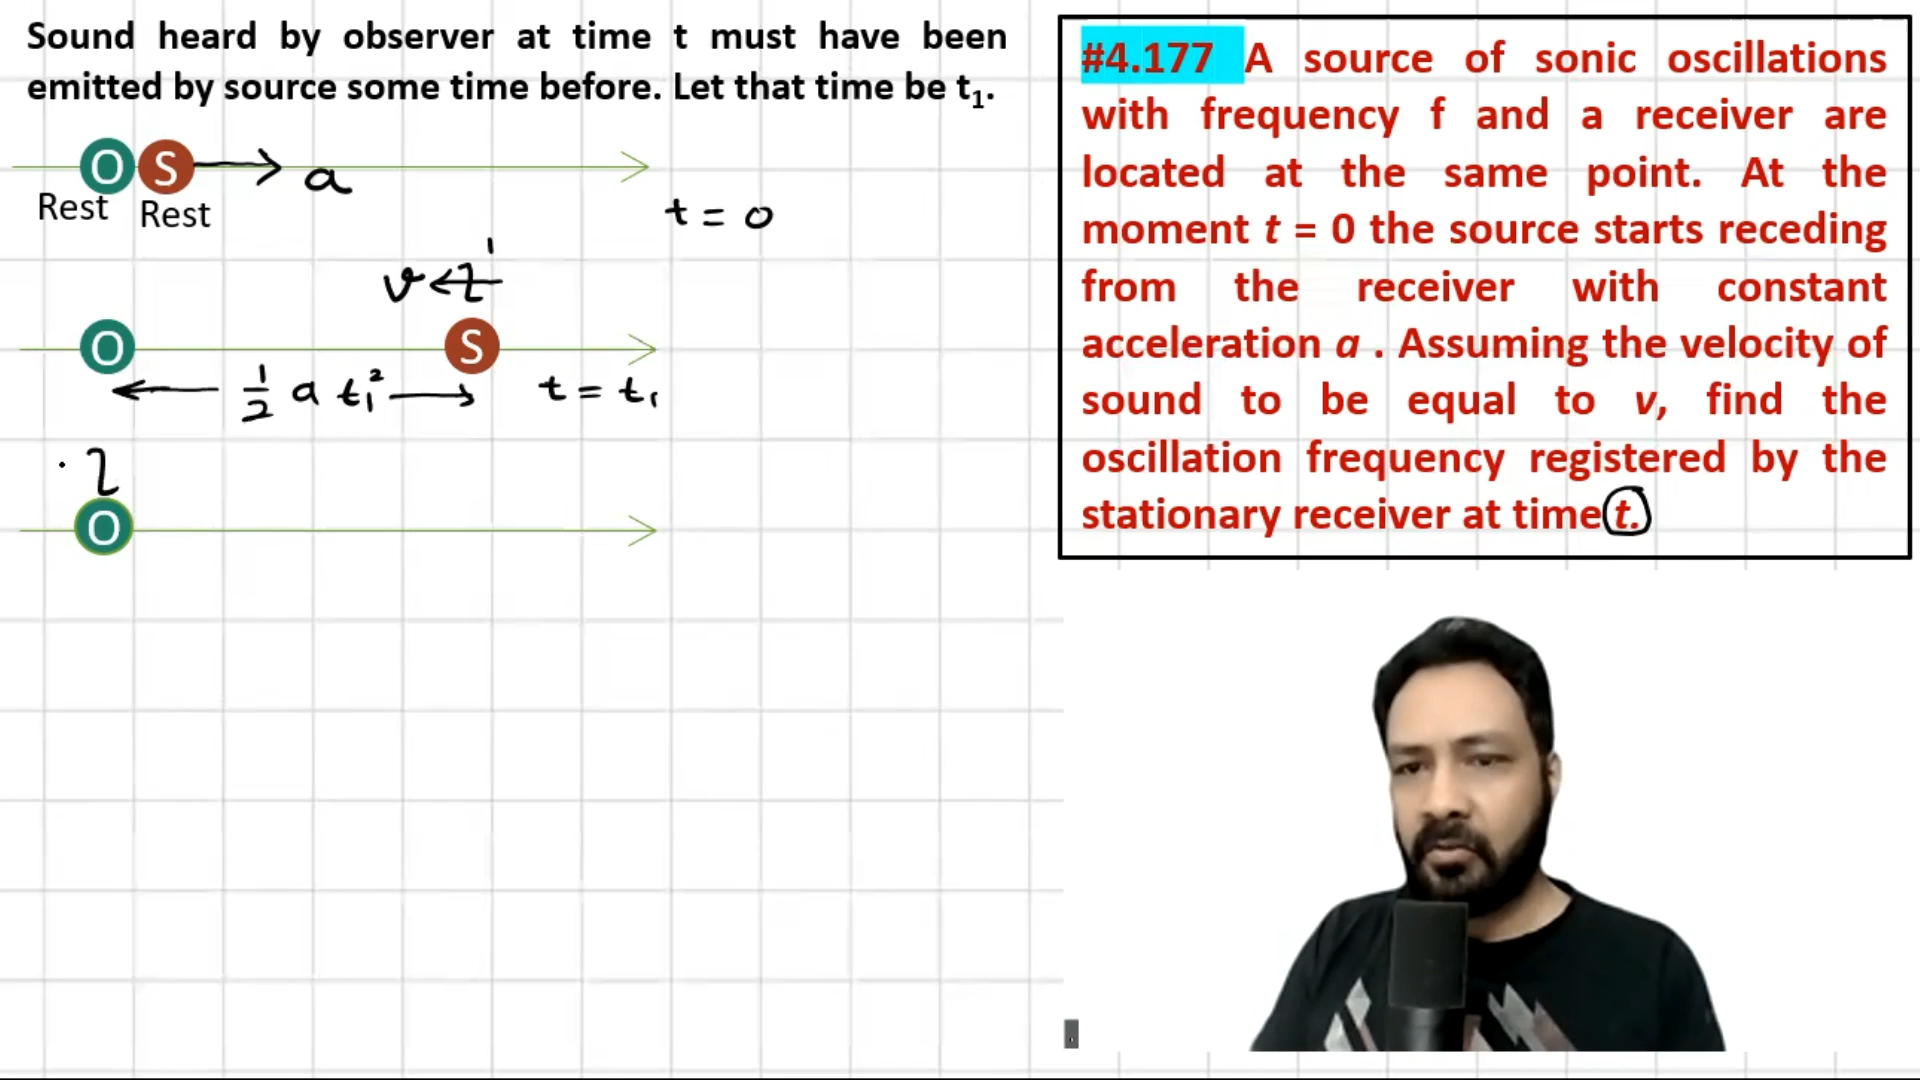 Sound heard by observer at time t must have been
emitted by source some time before. Let that time be t₁.
O S a
Rest Rest
t = 0
v
O S
1/2 a t₁² t = t₁
O
#4.177 A source of sonic oscillations
with frequency f and a receiver are
located at the same point. At the
moment t = 0 the source starts receding
from the receiver with constant
acceleration a . Assuming the velocity of
sound to be equal to v, find the
oscillation frequency registered by the
stationary receiver at time t.